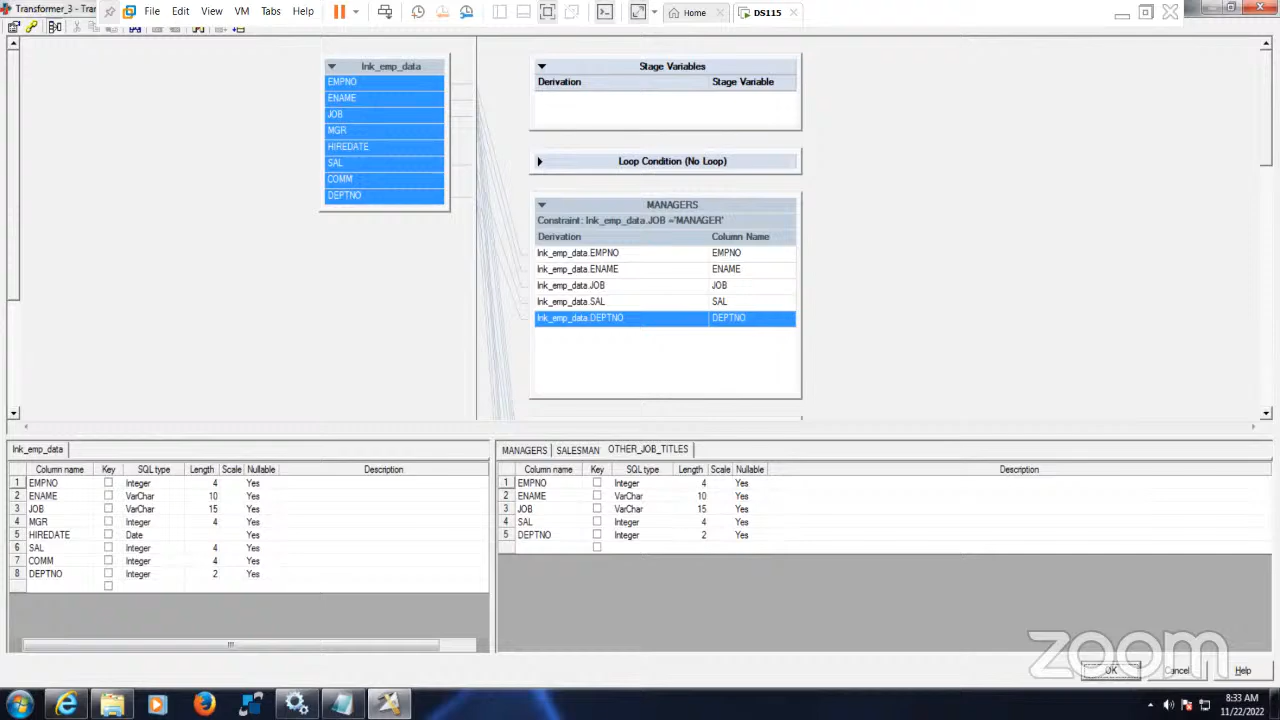 Transformer_3 - Tran
File Edit View VM Tabs Help
Home
DS115
lnk_emp_data
EMPNO
ENAME
JOB
MGR
HIREDATE
SAL
COMM
DEPTNO
Stage Variables
Derivation Stage Variable
Loop Condition (No Loop)
MANAGERS
Constraint: lnk_emp_data.JOB ='MANAGER'
Derivation Column Name
lnk_emp_data.EMPNO EMPNO
lnk_emp_data.ENAME ENAME
lnk_emp_data.JOB JOB
lnk_emp_data.SAL SAL
lnk_emp_data.DEPTNO DEPTNO
lnk_emp_data
Column name Key SQL type Length Scale Nullable Description
1 EMPNO Integer 4 Yes
2 ENAME VarChar 10 Yes
3 JOB VarChar 15 Yes
4 MGR Integer 4 Yes
5 HIREDATE Date Yes
6 SAL Integer 4 Yes
7 COMM Integer 4 Yes
8 DEPTNO Integer 2 Yes
MANAGERS SALESMAN OTHER_JOB_TITLES
Column name Key SQL type Length Scale Nullable Description
1 EMPNO Integer 4 Yes
2 ENAME VarChar 10 Yes
3 JOB VarChar 15 Yes
4 SAL Integer 4 Yes
5 DEPTNO Integer 2 Yes
zoom
OK Cancel Help
8:33 AM
11/22/2022